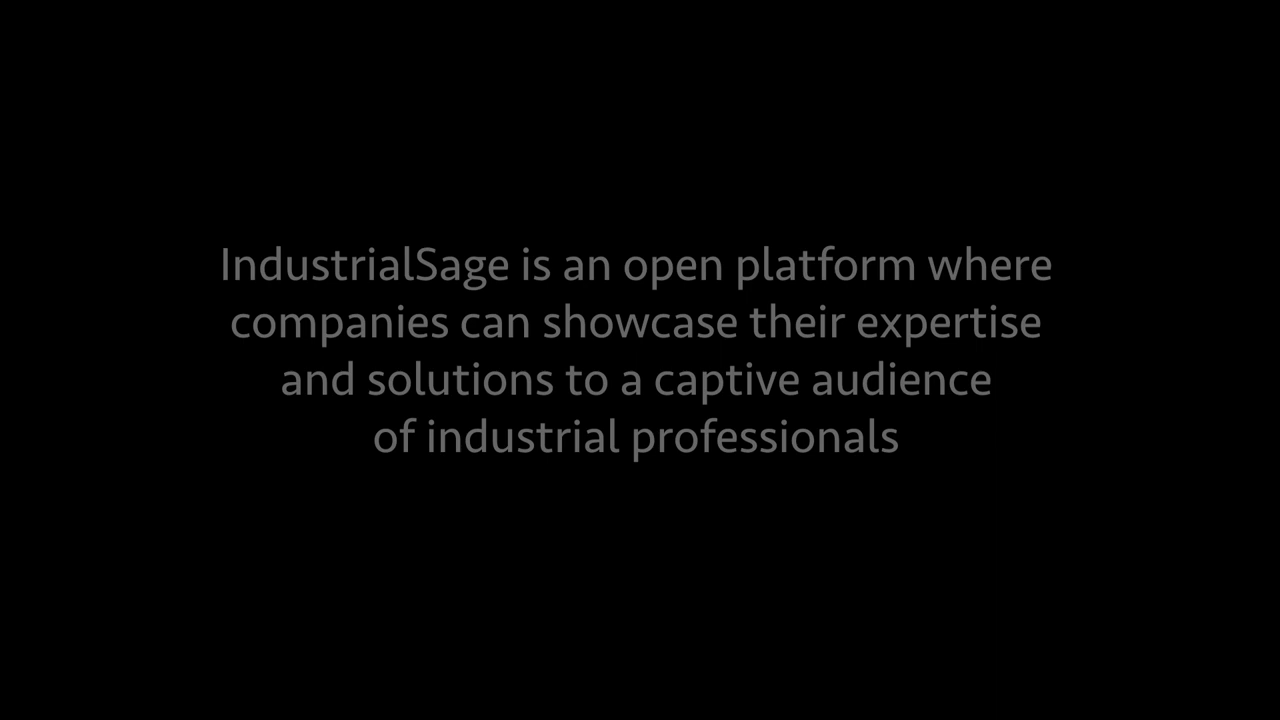 IndustrialSage is an open platform where
companies can showcase their expertise
and solutions to a captive audience
of industrial professionals